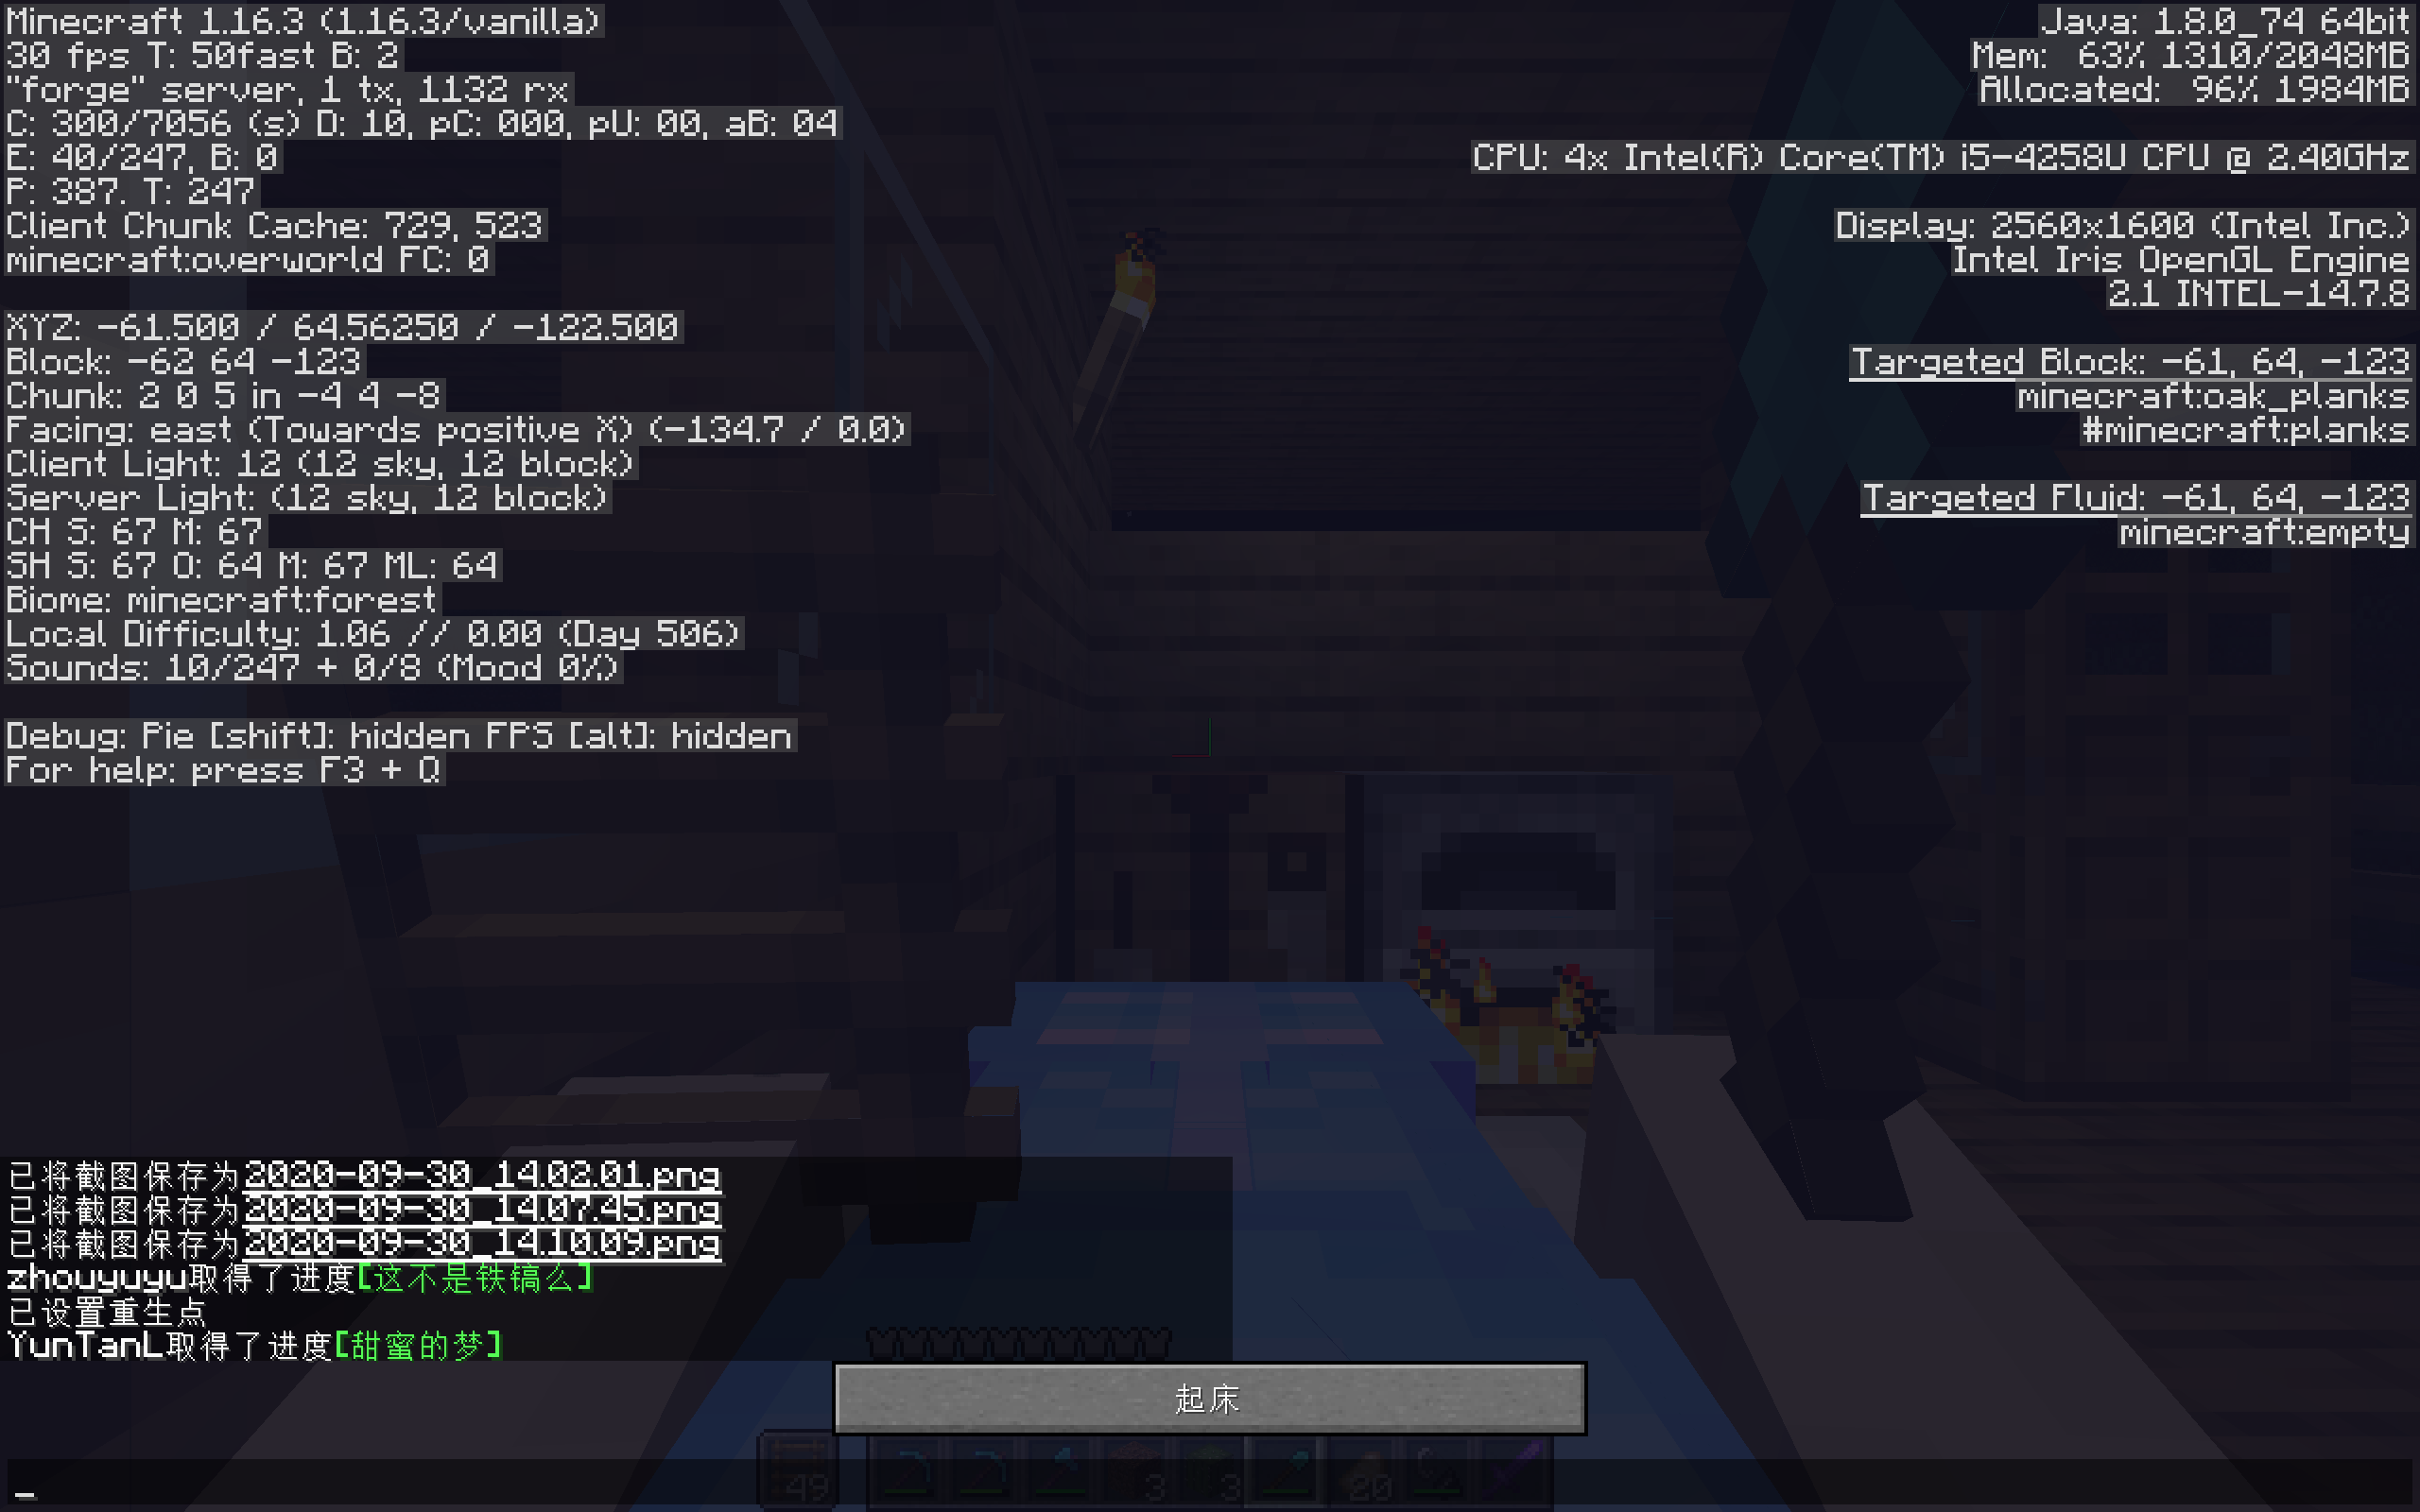 Minecraft 1.16.3 (1.16.3/vanilla)
30 fps T: 50fast B: 2
"forge" server, 1 tx, 1132 rx
C: 300/7056 (s) D: 10, pC: 000, pU: 00, aB: 04
E: 40/247, B: 0
P: 387. T: 247
Client Chunk Cache: 729, 523
minecraft:overworld FC: 0
XYZ: -61.500 / 64.56250 / -122.500
Block: -62 64 -123
Chunk: 2 0 5 in -4 4 -8
Facing: east (Towards positive X) (-134.7 / 0.0)
Client Light: 12 (12 sky, 12 block)
Server Light: (12 sky, 12 block)
CH S: 67 M: 67
SH S: 67 O: 64 M: 67 ML: 64
Biome: minecraft:forest
Local Difficulty: 1.06 // 0.00 (Day 506)
Sounds: 10/247 + 0/8 (Mood 0%)
Debug: Pie [shift]: hidden FPS [alt]: hidden
For help: press F3 + Q
Java: 1.8.0_74 64bit
Mem: 63% 1310/2048MB
Allocated: 96% 1984MB
CPU: 4x Intel(R) Core(TM) i5-4258U CPU @ 2.40GHz
Display: 2560x1600 (Intel Inc.)
Intel Iris OpenGL Engine
2.1 INTEL-14.7.8
Targeted Block: -61, 64, -123
minecraft:oak_planks
#minecraft:planks
Targeted Fluid: -61, 64, -123
minecraft:empty
已将截图保存为2020-09-30_14.02.01.png
已将截图保存为2020-09-30_14.07.45.png
已将截图保存为2020-09-30_14.10.09.png
zhouyuyu取得了进度[这不是铁镐么]
已设置重生点
YunTanL取得了进度[甜蜜的梦]
起床
49 3 3 20
_